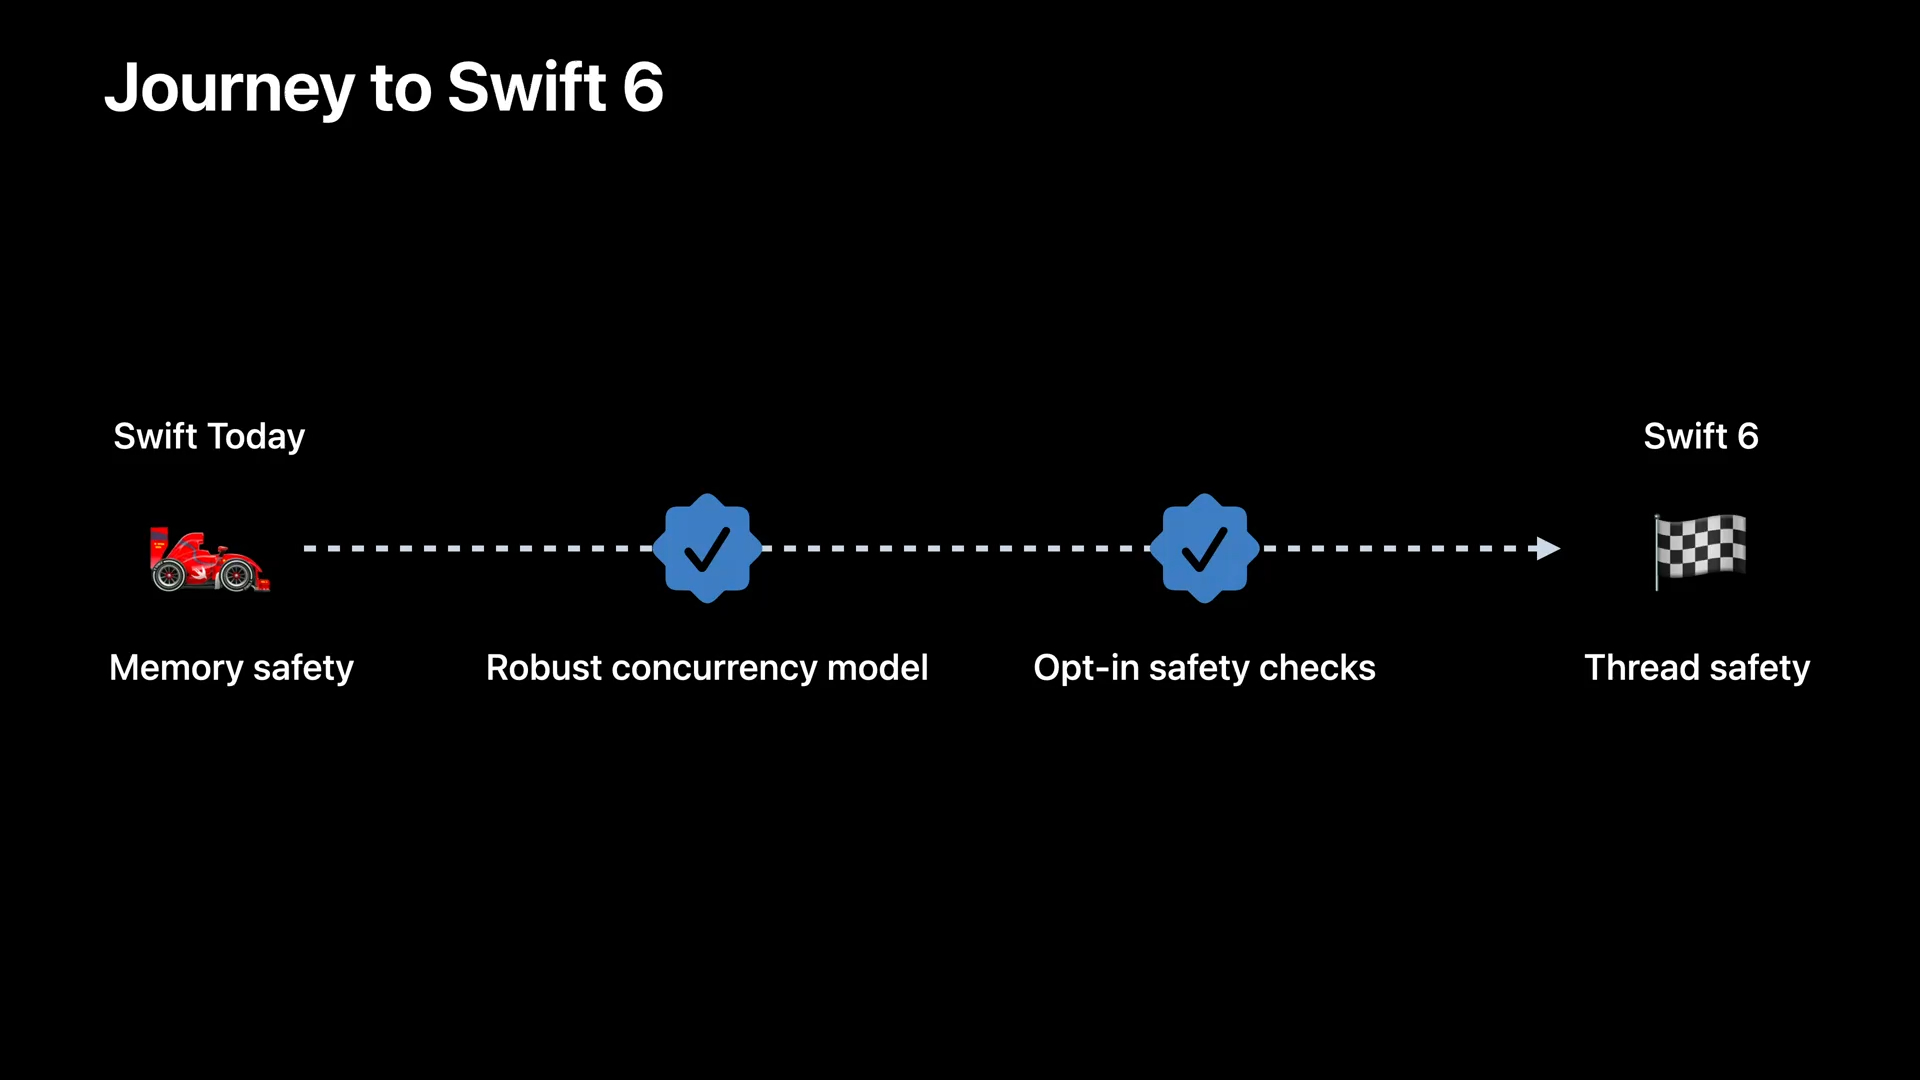 Journey to Swift 6
Swift Today
Swift 6
Memory safety
Robust concurrency model
Opt-in safety checks
Thread safety